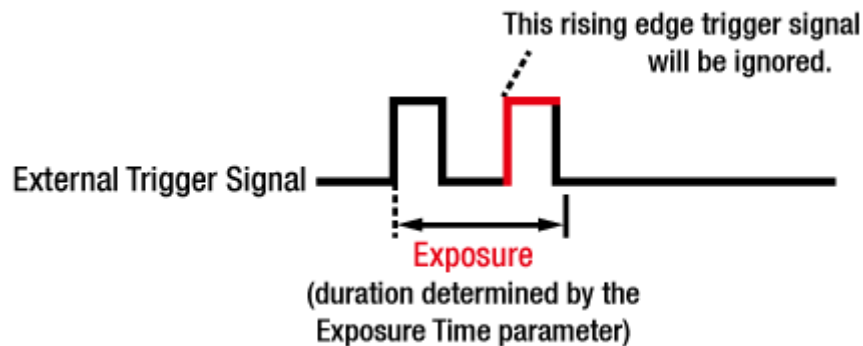 This rising edge trigger signal
will be ignored.
External Trigger Signal
Exposure
(duration determined by the
Exposure Time parameter)